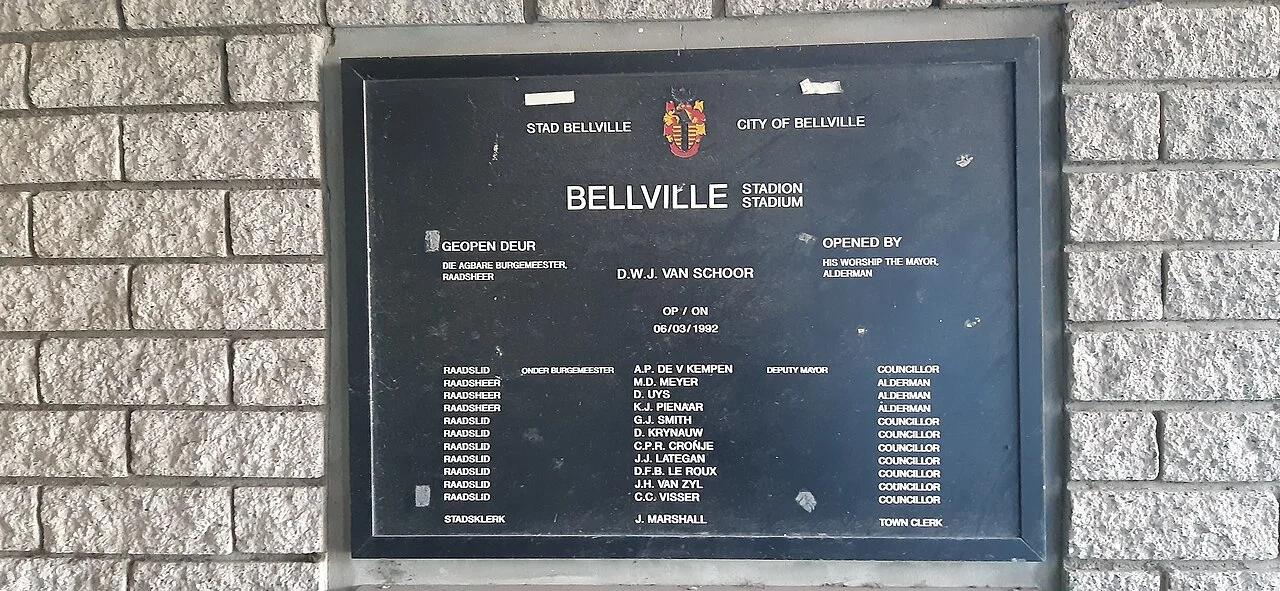 STAD BELLVILLE CITY OF BELLVILLE
BELLVILLE STADION STADIUM
GEOPEN DEUR OPENED BY
DIE AGBARE BURGEMEESTER, RAADSHEER D.W.J. VAN SCHOOR HIS WORSHIP THE MAYOR, ALDERMAN
OP / ON
06/03/1992
RAADSLID ONDER BURGEMEESTER A.P. DE V KEMPEN DEPUTY MAYOR COUNCILLOR
RAADSHEER M.D. MEYER ALDERMAN
RAADSHEER D. UYS ALDERMAN
RAADSHEER K.J. PIENAAR ALDERMAN
RAADSLID G.J. SMITH COUNCILLOR
RAADSLID D. KRYNAUW COUNCILLOR
RAADSLID C.P.R. CRONJE COUNCILLOR
RAADSLID J.J. LATEGAN COUNCILLOR
RAADSLID D.F.B. LE ROUX COUNCILLOR
RAADSLID J.H. VAN ZYL COUNCILLOR
RAADSLID C.C. VISSER COUNCILLOR
STADSKLERK J. MARSHALL TOWN CLERK